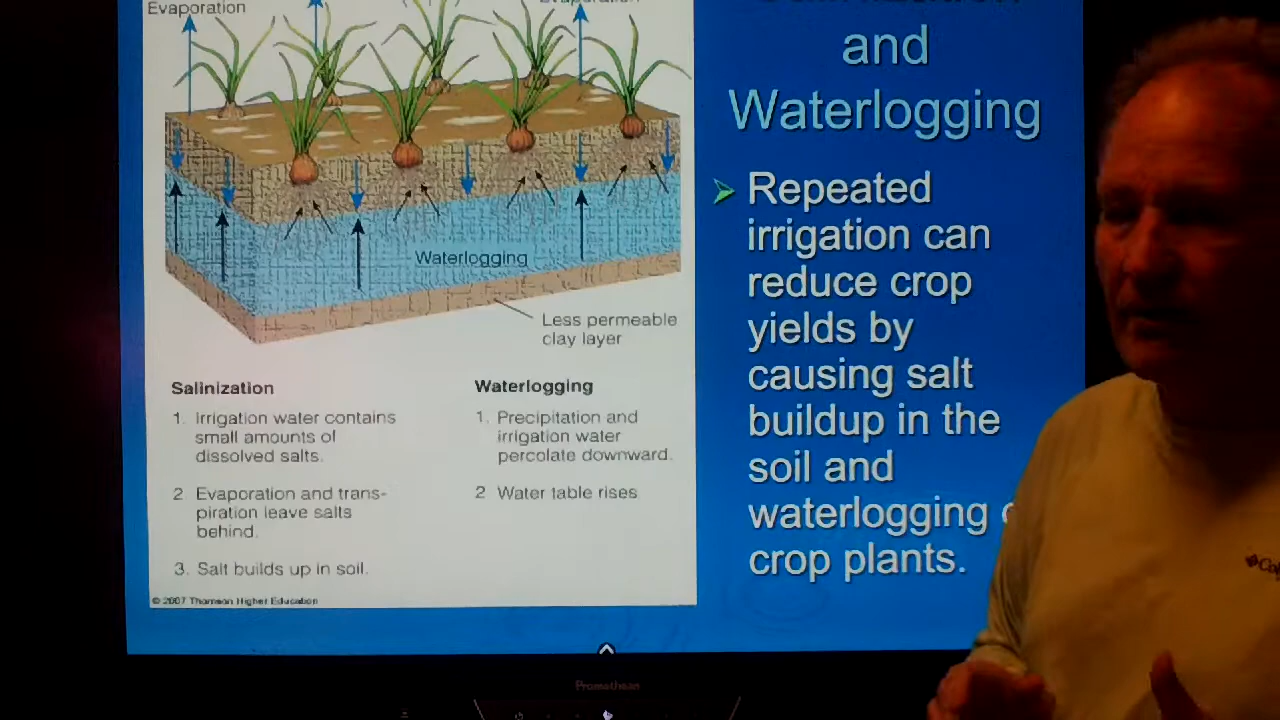 Evaporation
and
Waterlogging
Repeated
irrigation can
reduce crop
yields by
causing salt
buildup in the
soil and
waterlogging
crop plants.
Waterlogging
Less permeable
clay layer
Salinization
1. Irrigation water contains
small amounts of
dissolved salts.
2 Evaporation and trans-
piration leave salts
behind.
3. Salt builds up in soil.
Waterlogging
1. Precipitation and
irrigation water
percolate downward.
2 Water table rises
© 2007 Thomson Higher Education
Promethean